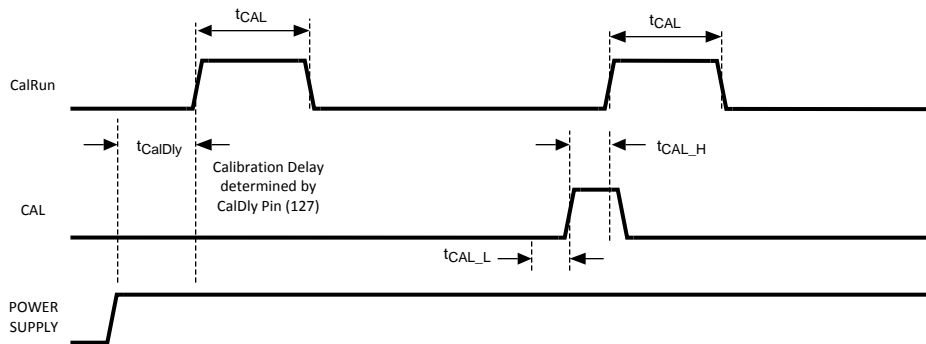 tCAL
tCAL
CalRun
tCalDly
Calibration Delay
determined by
CalDly Pin (127)
tCAL_H
CAL
tCAL_L
POWER
SUPPLY